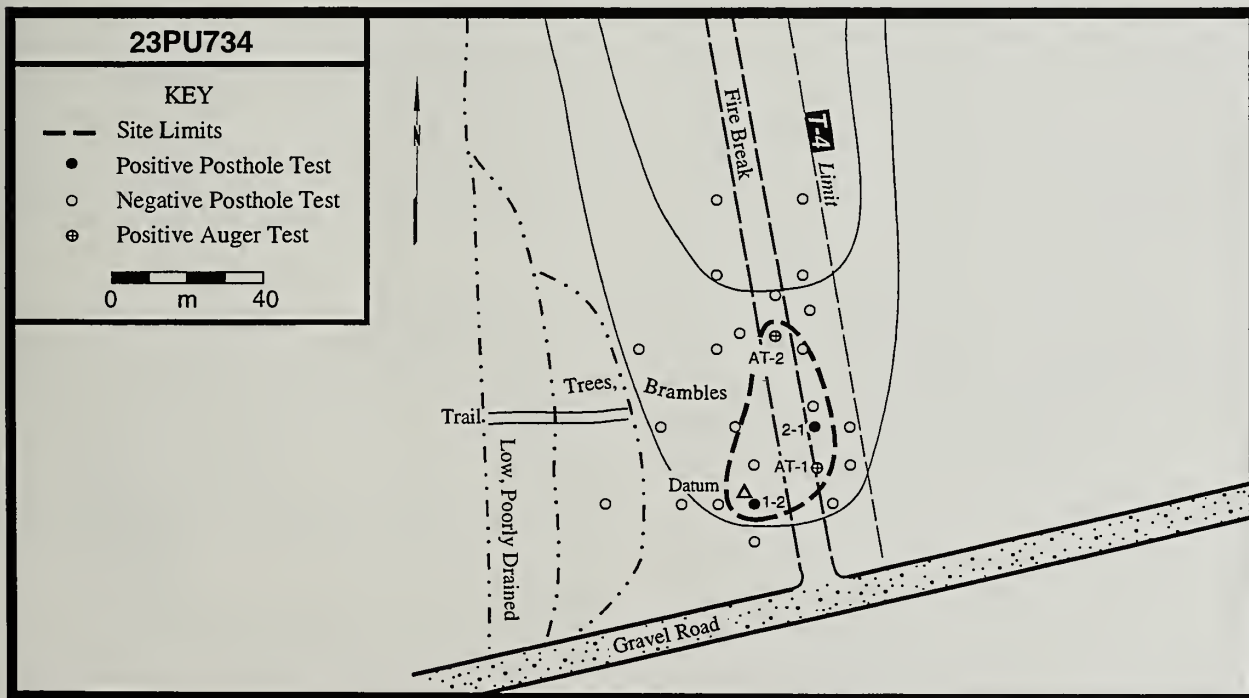 23PU734
KEY
Site Limits
Positive Posthole Test
Negative Posthole Test
Positive Auger Test
0 m 40
N
Fire Break
T-4 Limit
AT-2
Trees, Brambles
Trail
2-1
AT-1
Datum
1-2
Low, Poorly Drained
Gravel Road